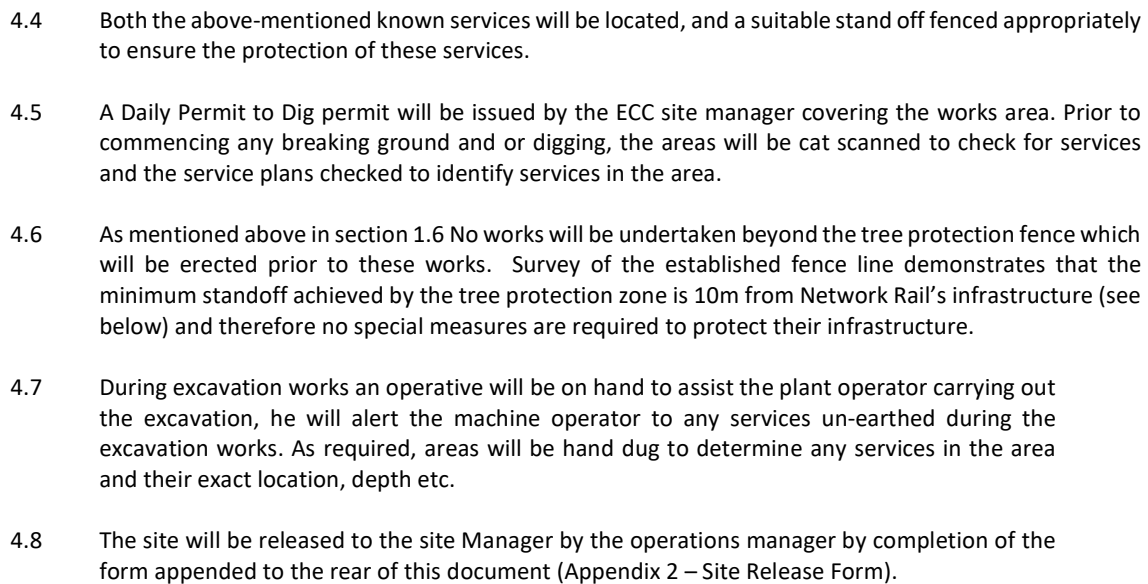 4.4 Both the above-mentioned known services will be located, and a suitable stand off fenced appropriately
to ensure the protection of these services.
4.5 A Daily Permit to Dig permit will be issued by the ECC site manager covering the works area. Prior to
commencing any breaking ground and or digging, the areas will be cat scanned to check for services
and the service plans checked to identify services in the area.
4.6 As mentioned above in section 1.6 No works will be undertaken beyond the tree protection fence which
will be erected prior to these works. Survey of the established fence line demonstrates that the
minimum standoff achieved by the tree protection zone is 10m from Network Rail’s infrastructure (see
below) and therefore no special measures are required to protect their infrastructure.
4.7 During excavation works an operative will be on hand to assist the plant operator carrying out
the excavation, he will alert the machine operator to any services un-earthed during the
excavation works. As required, areas will be hand dug to determine any services in the area
and their exact location, depth etc.
4.8 The site will be released to the site Manager by the operations manager by completion of the
form appended to the rear of this document (Appendix 2 – Site Release Form).